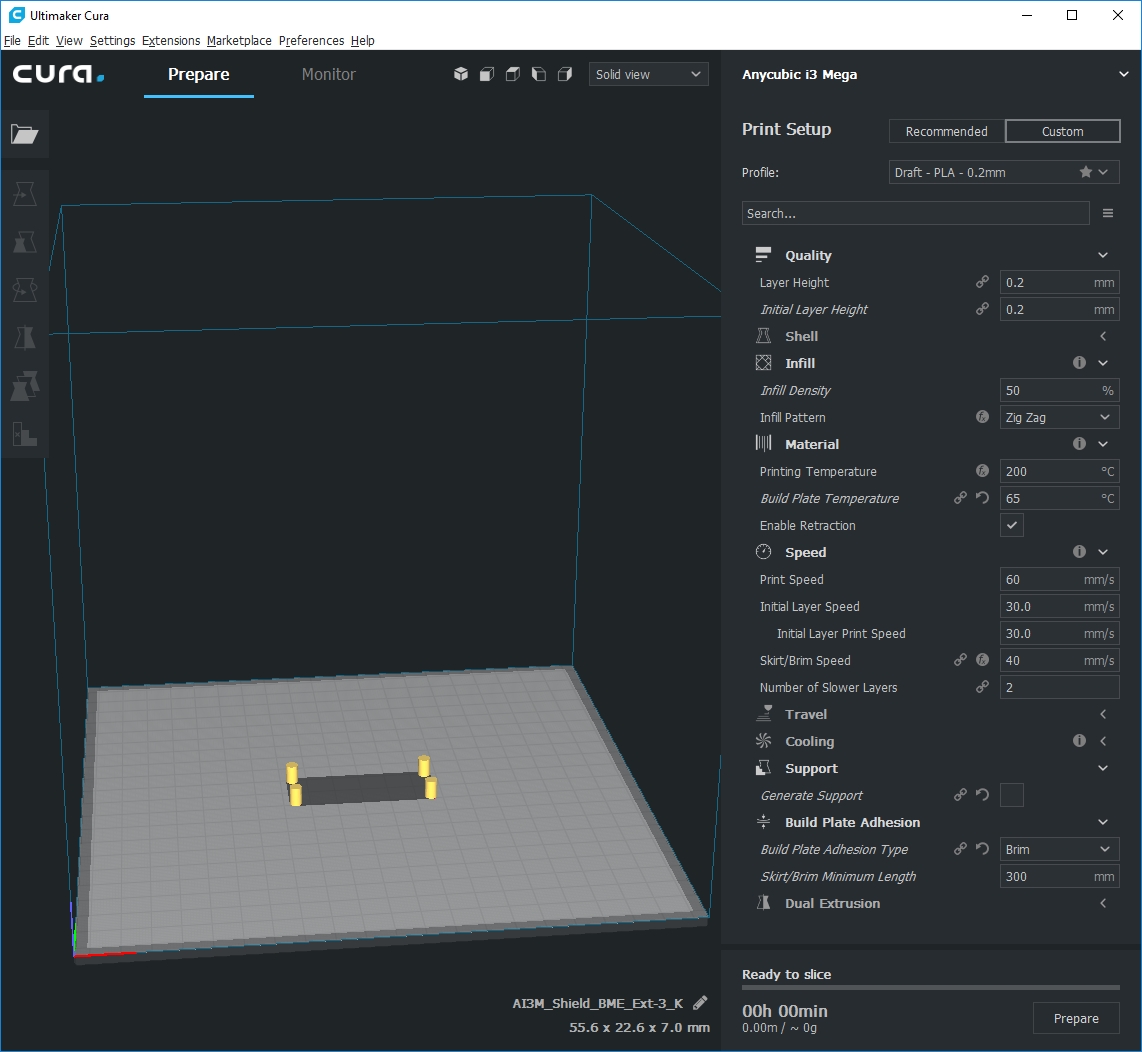 Ultimaker Cura
File Edit View Settings Extensions Marketplace Preferences Help
cura.
Prepare
Monitor
Solid view
Anycubic i3 Mega
Print Setup
Recommended
Custom
Profile:
Draft - PLA - 0.2mm
Search...
Quality
Layer Height
0.2 mm
Initial Layer Height
0.2 mm
Shell
Infill
Infill Density
50 %
Infill Pattern
Zig Zag
Material
Printing Temperature
200 °C
Build Plate Temperature
65 °C
Enable Retraction
Speed
Print Speed
60 mm/s
Initial Layer Speed
30.0 mm/s
Initial Layer Print Speed
30.0 mm/s
Skirt/Brim Speed
40 mm/s
Number of Slower Layers
2
Travel
Cooling
Support
Generate Support
Build Plate Adhesion
Build Plate Adhesion Type
Brim
Skirt/Brim Minimum Length
300 mm
Dual Extrusion
AI3M_Shield_BME_Ext-3_K
55.6 x 22.6 x 7.0 mm
Ready to slice
00h 00min
0.00m / ~ 0g
Prepare